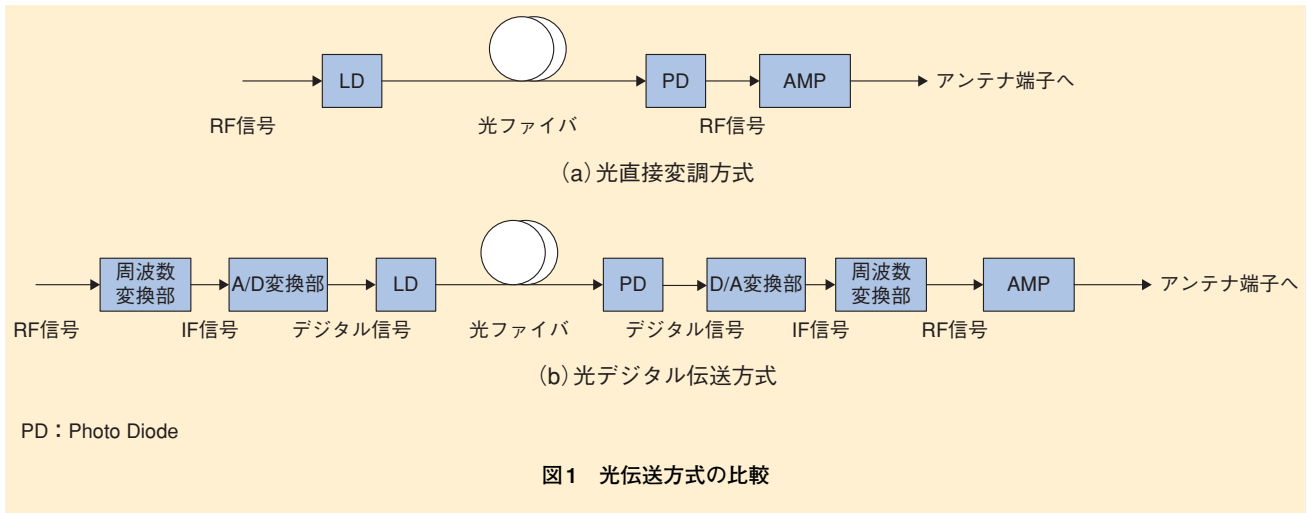 LD
PD
AMP
アンテナ端子へ
RF信号
光ファイバ
RF信号
(a)光直接変調方式
周波数
変換部
A/D変換部
LD
PD
D/A変換部
周波数
変換部
AMP
アンテナ端子へ
RF信号
IF信号
デジタル信号
光ファイバ
デジタル信号
IF信号
RF信号
(b)光デジタル伝送方式
PD：Photo Diode
図1 光伝送方式の比較